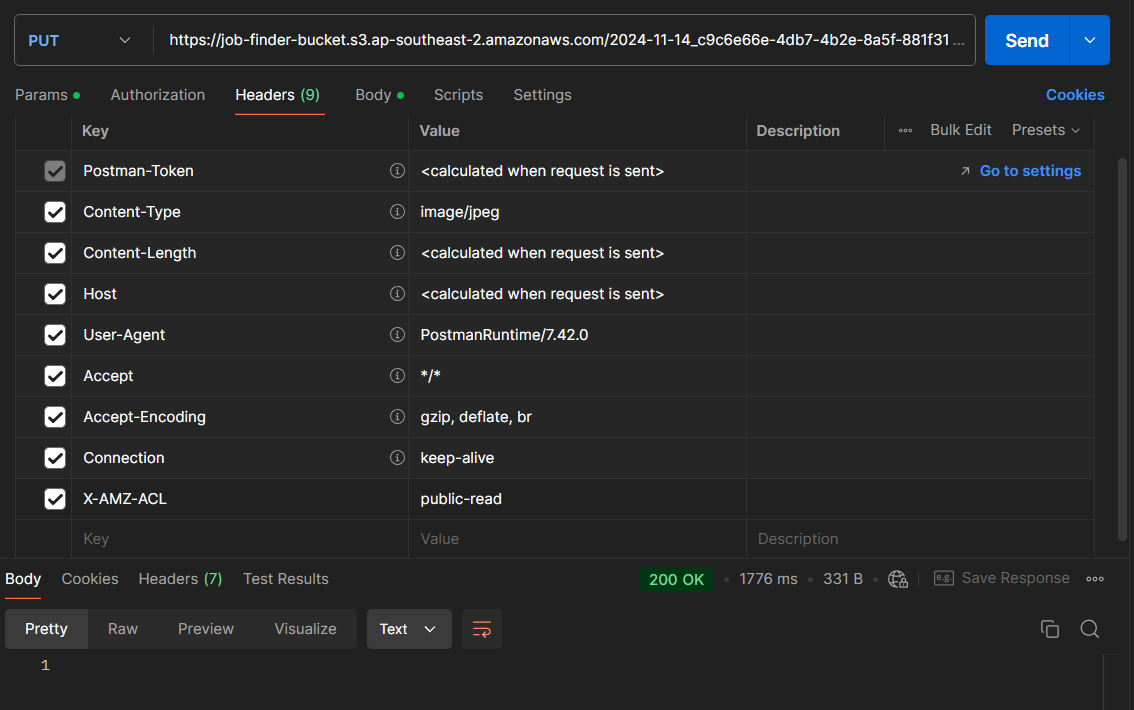 PUT https://job-finder-bucket.s3.ap-southeast-2.amazonaws.com/2024-11-14_c9c6e66e-4db7-4b2e-8a5f-881f31 ... Send
Params Authorization Headers (9) Body Scripts Settings Cookies
Key Value Description Bulk Edit Presets
Postman-Token <calculated when request is sent> Go to settings
Content-Type image/jpeg
Content-Length <calculated when request is sent>
Host <calculated when request is sent>
User-Agent PostmanRuntime/7.42.0
Accept */*
Accept-Encoding gzip, deflate, br
Connection keep-alive
X-AMZ-ACL public-read
Key Value Description
Body Cookies Headers (7) Test Results 200 OK • 1776 ms • 331 B • e.g. Save Response
Pretty Raw Preview Visualize Text
1